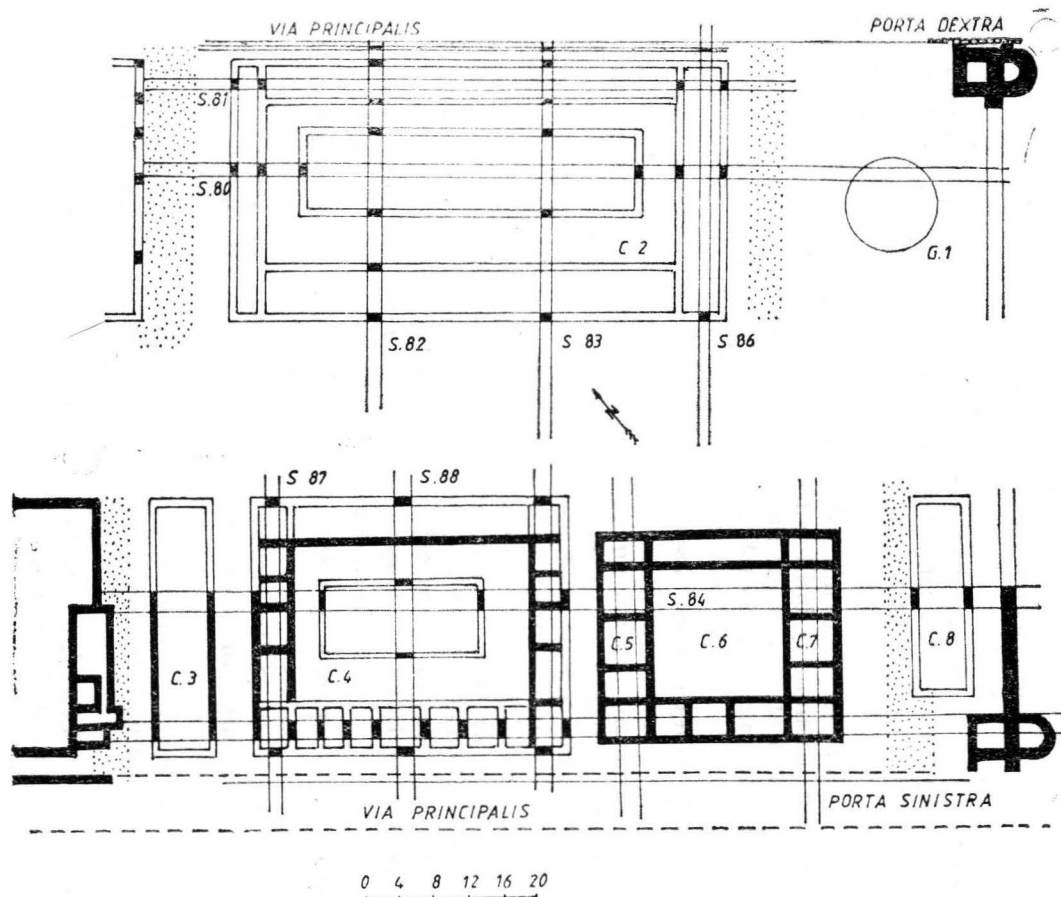 VIA PRINCIPALIS
PORTA DEXTRA
S.81
S.80
C 2
G.1
S.82
S 83
S 86
N
S 87
S.88
S.84
C.3
C.4
C.5
C.6
C.7
C.8
VIA PRINCIPALIS
PORTA SINISTRA
0 4 8 12 16 20